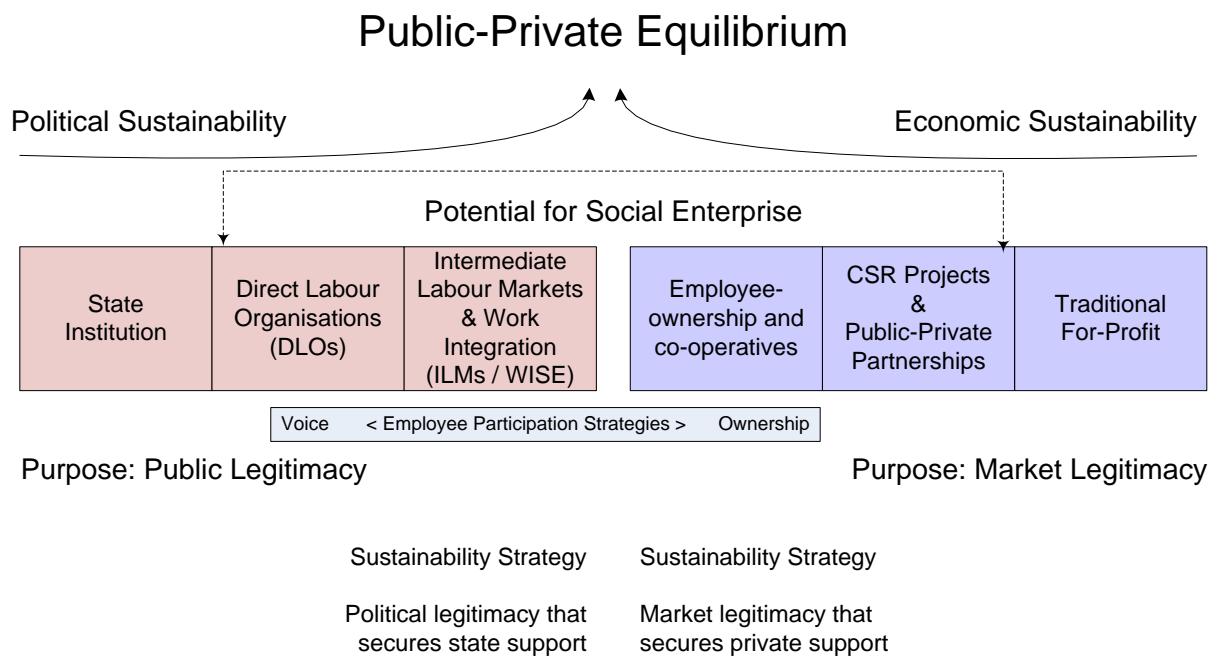 Public-Private Equilibrium
Political Sustainability
Economic Sustainability
Potential for Social Enterprise
State
Institution
Direct Labour
Organisations
(DLOs)
Intermediate
Labour Markets
& Work
Integration
(ILMs / WISE)
Employee-
ownership and
co-operatives
CSR Projects
&
Public-Private
Partnerships
Traditional
For-Profit
Voice < Employee Participation Strategies > Ownership
Purpose: Public Legitimacy
Purpose: Market Legitimacy
Sustainability Strategy
Political legitimacy that
secures state support
Sustainability Strategy
Market legitimacy that
secures private support